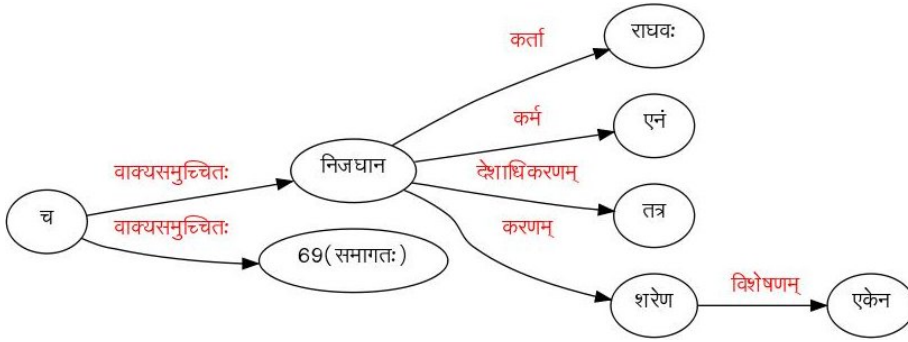 राघवः
कर्ता
एनं
कर्म
निजघान
देशाधिकरणम्
वाक्यसमुच्चितः
तत्र
च
वाक्यसमुच्चितः
करणम्
69(समागतः)
विशेषणम्
शरेण
एकेन